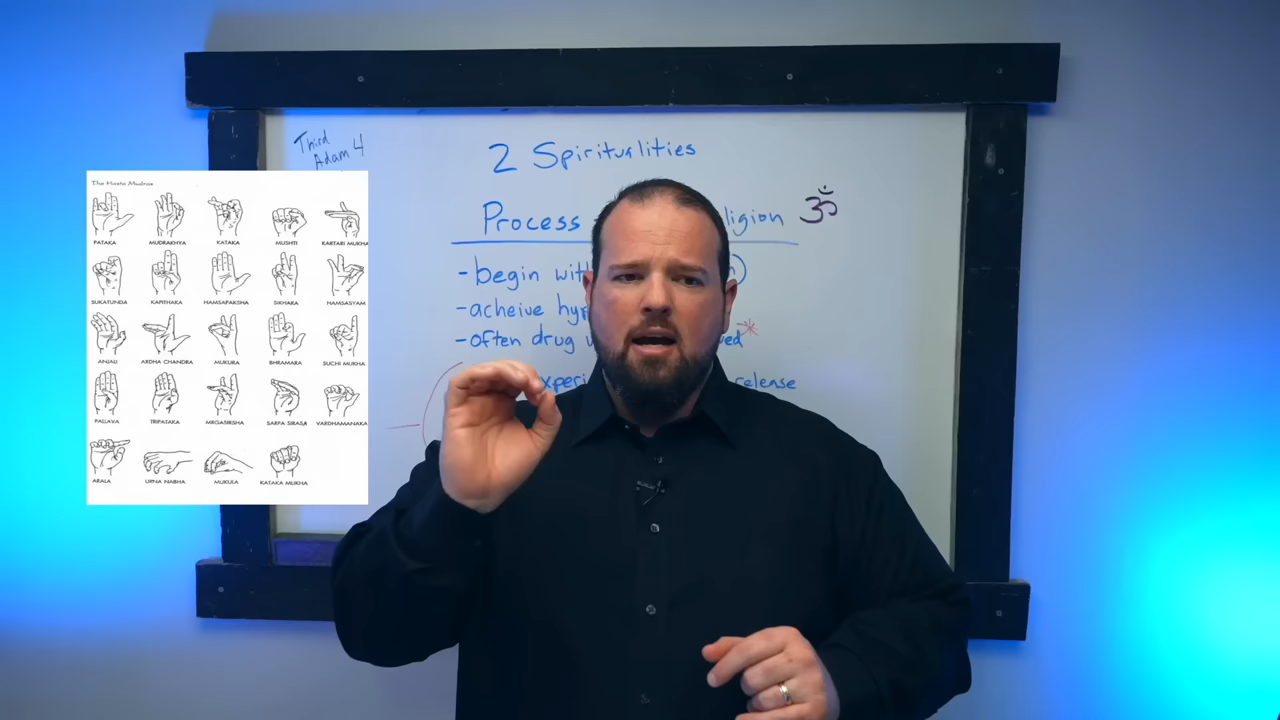 Third
Adam 4
2 Spiritualities
Process ligion ॐ
- begin wit )
- acheive hyp
- often drug ved
xperi release
The Hasta Mudras
PATAKA MUDRAKHYA KATAKA MUSHTI KARTARI MUKHA
SUKATUNDA KAPITHAKA HAMSAPAKSHA SIKHARA HAMSASYAM
ANJALI ARDHA CHANDRA MUKURA BHRAMARA SUCHI MUKHA
PALLAVA TRIPATAKA MRGASIRSHA SARPA SIRASA VARDHAMANAKA
ARALA URNA NABHA MUKULA KATAKA MUKHA